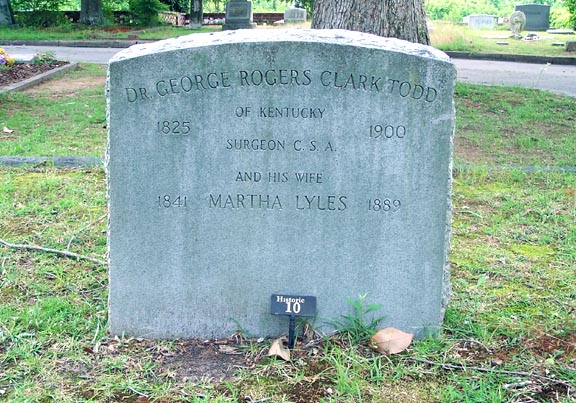 DR. GEORGE ROGERS CLARK TODD
OF KENTUCKY
1825 1900
SURGEON C. S. A.
AND HIS WIFE
1841 MARTHA LYLES 1889
Historic
10